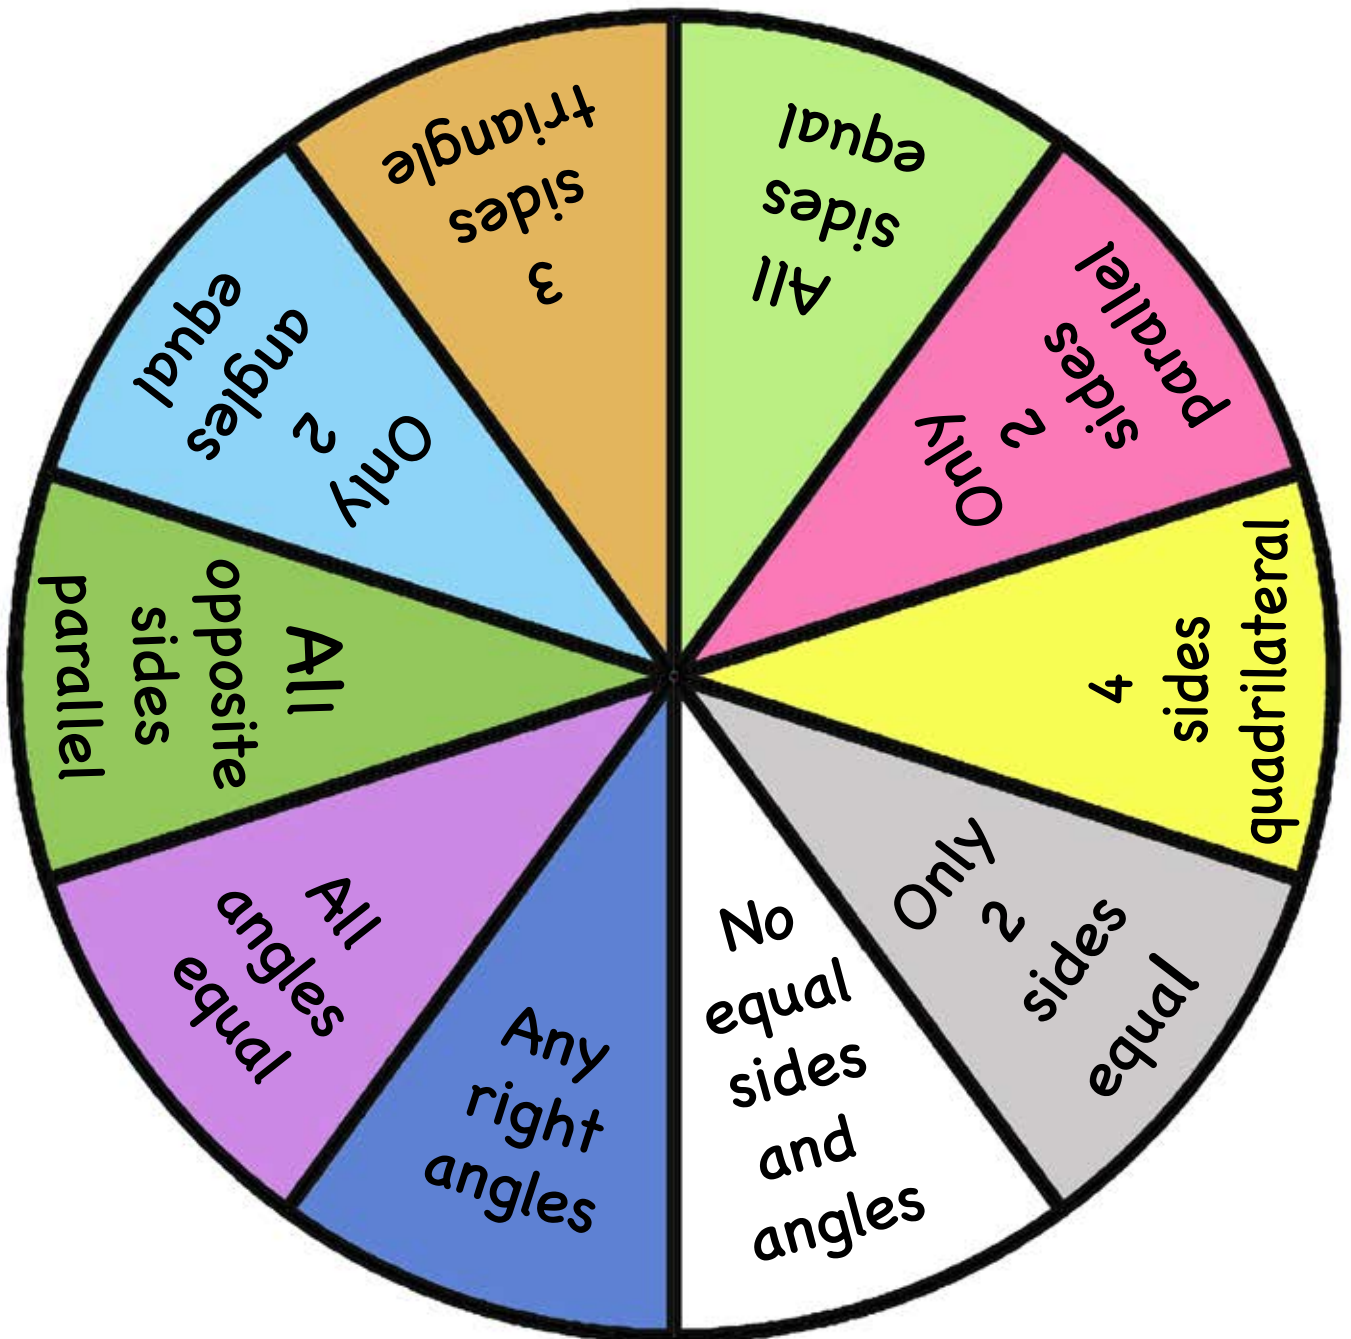 All
sides
equal
Only
2
sides
parallel
4
sides
quadrilateral
Only
2
sides
equal
No
equal
sides
and
angles
Any
right
angles
All
angles
equal
All
opposite
sides
parallel
Only
2
angles
equal
3
sides
triangle